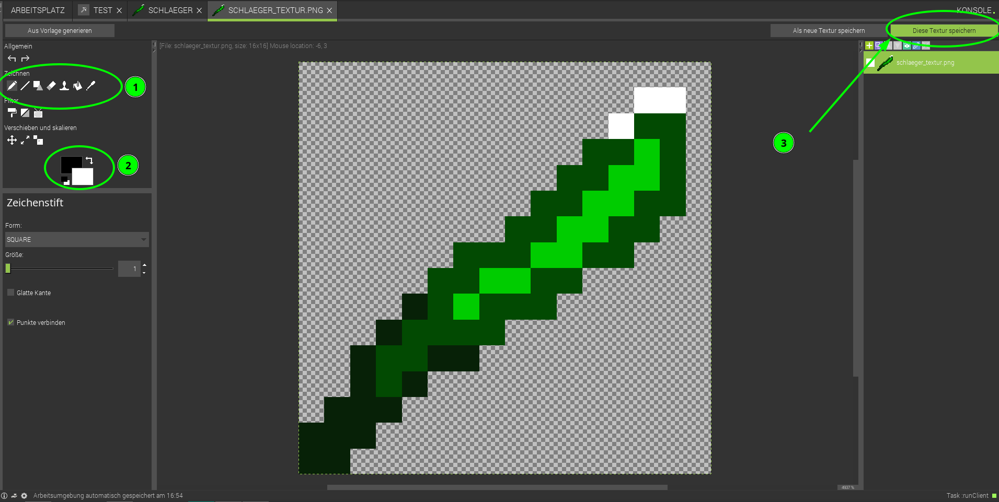 ARBEITSPLATZ
TEST
SCHLAEGER
SCHLAEGER_TEXTUR.PNG
KONSOLE
Aus Vorlage generieren
Als neue Textur speichern
Diese Textur speichern
Allgemein
[File: schlaeger_textur.png, size: 16x16] Mouse location: -6, 3
schlaeger_textur.png
Zeichnen
1
Filter
Verschieben und skalieren
2
3
Zeichenstift
Form:
SQUARE
Größe:
1
Glatte Kante
Punkte verbinden
4937 %
Arbeitsumgebung automatisch gespeichert am 16:54
Task :runClient